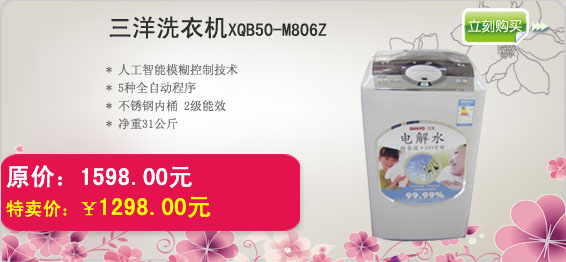 三洋洗衣机XQB50-M806Z
立刻购买
* 人工智能模糊控制技术
* 5种全自动程序
* 不锈钢内桶 2级能效
* 净重31公斤
原价：1598.00元
特卖价：￥1298.00元
SANYO
电解水
99.99%